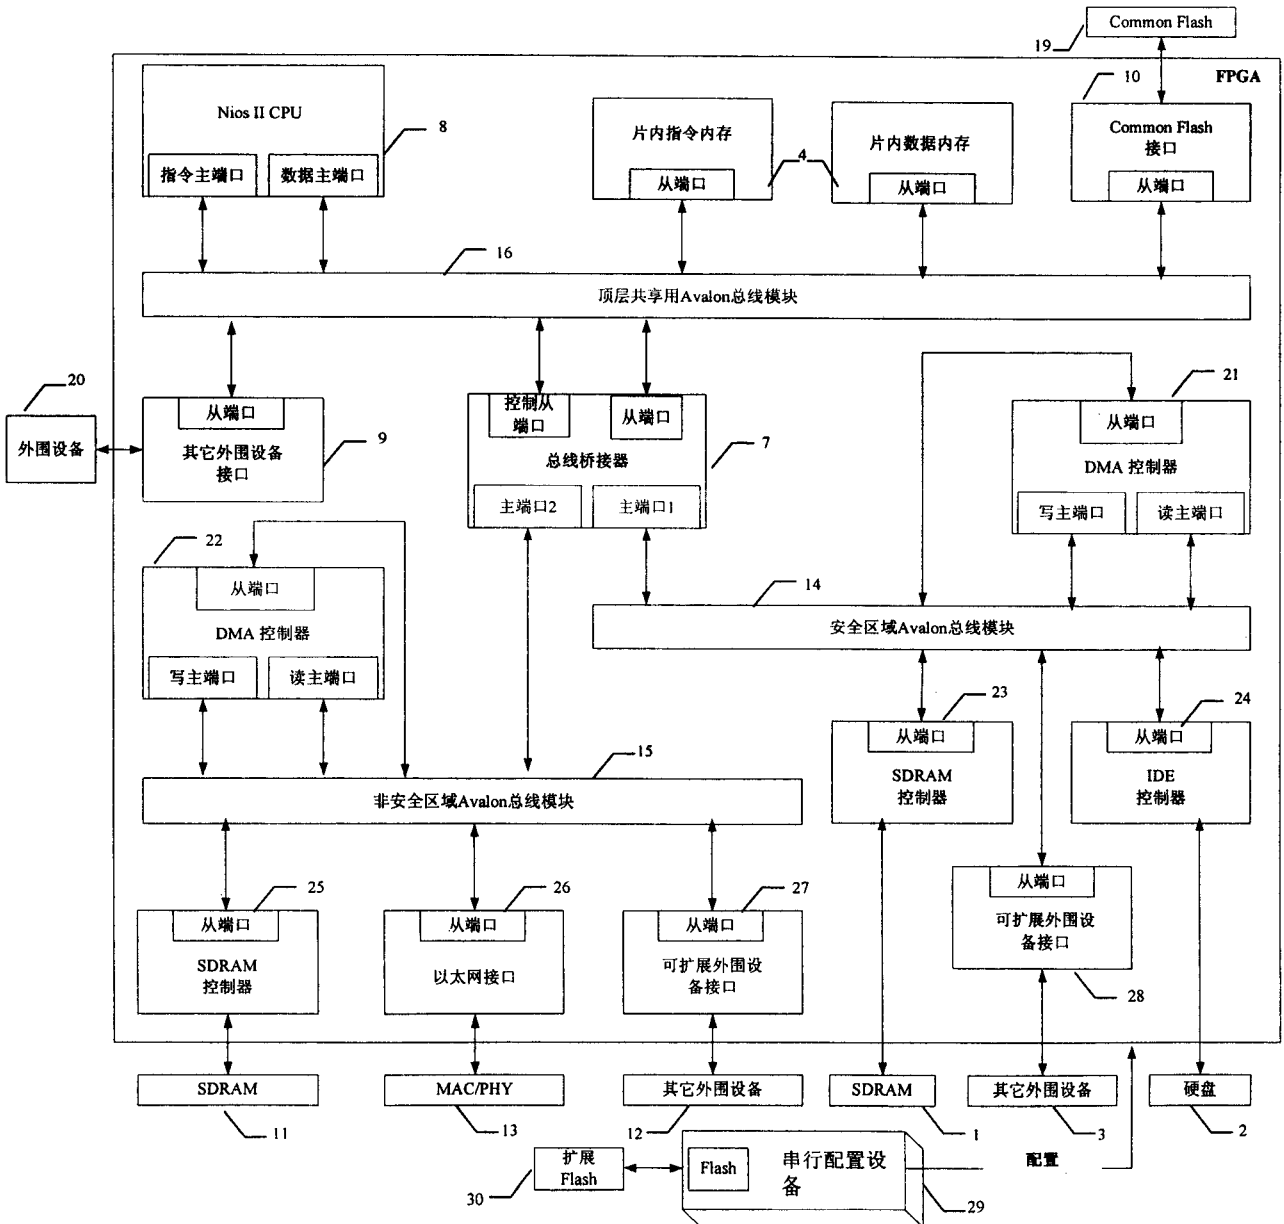 Common Flash
19
FPGA
10
Nios II CPU
8
指令主端口
数据主端口
片内指令内存
从端口
4
片内数据内存
从端口
Common Flash
接口
从端口
16
顶层共享用Avalon总线模块
20
外围设备
从端口
其它外围设备
接口
9
控制从
端口
从端口
总线桥接器
7
主端口2
主端口1
21
从端口
DMA 控制器
写主端口
读主端口
22
从端口
DMA 控制器
写主端口
读主端口
14
安全区域Avalon总线模块
23
从端口
SDRAM
控制器
24
从端口
IDE
控制器
15
非安全区域Avalon总线模块
从端口
可扩展外围设
备接口
28
25
从端口
SDRAM
控制器
26
从端口
以太网接口
27
从端口
可扩展外围设
备接口
SDRAM
11
MAC/PHY
13
其它外围设备
12
SDRAM
1
其它外围设备
3
硬盘
2
扩展
Flash
30
Flash
串行配置设
备
29
配置